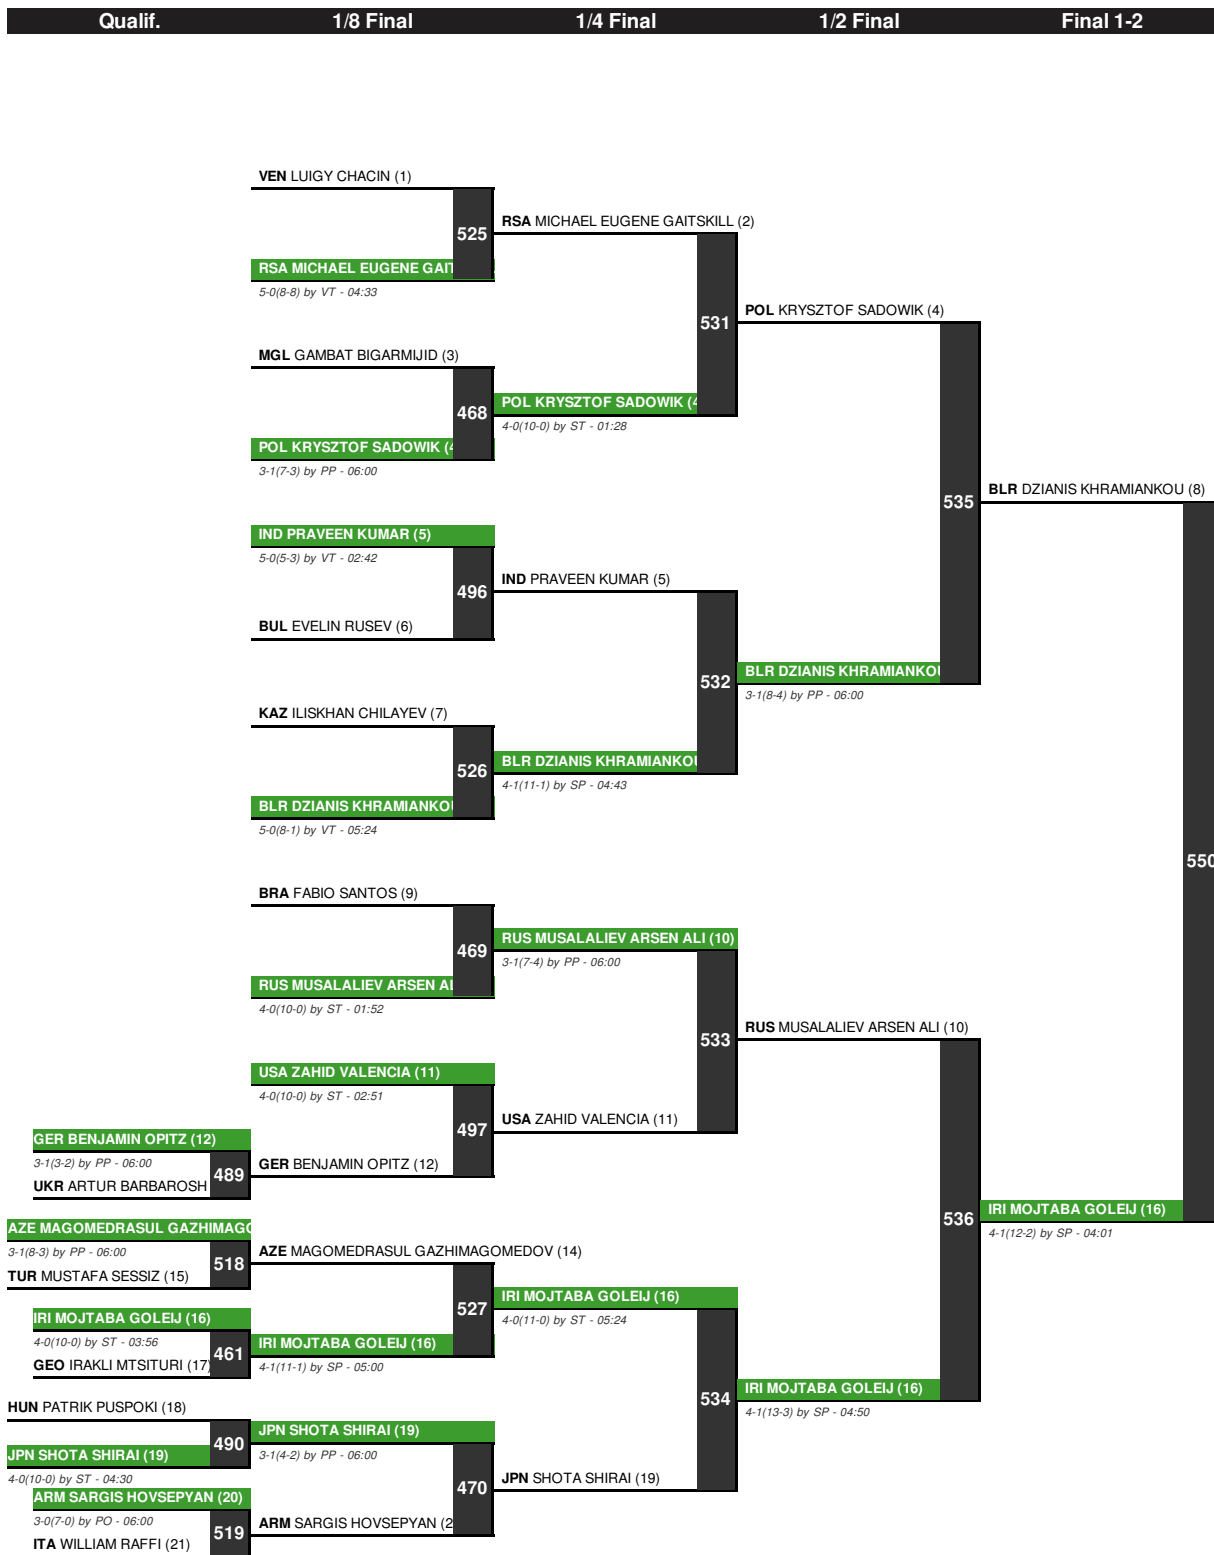 Qualif. 1/8 Final 1/4 Final 1/2 Final Final 1-2
VEN LUIGY CHACIN (1)
525
RSA MICHAEL EUGENE GAITSKILL (2)
RSA MICHAEL EUGENE GAIT
5-0(8-8) by VT - 04:33
POL KRYSZTOF SADOWIK (4)
531
MGL GAMBAT BIGARMIJID (3)
468
POL KRYSZTOF SADOWIK (4
4-0(10-0) by ST - 01:28
POL KRYSZTOF SADOWIK (4
3-1(7-3) by PP - 06:00
BLR DZIANIS KHRAMIANKOU (8)
535
IND PRAVEEN KUMAR (5)
5-0(5-3) by VT - 02:42
IND PRAVEEN KUMAR (5)
496
BUL EVELIN RUSEV (6)
BLR DZIANIS KHRAMIANKOU
532
3-1(8-4) by PP - 06:00
KAZ ILISKHAN CHILAYEV (7)
526
BLR DZIANIS KHRAMIANKOU
4-1(11-1) by SP - 04:43
BLR DZIANIS KHRAMIANKOU
5-0(8-1) by VT - 05:24
550
BRA FABIO SANTOS (9)
469
RUS MUSALALIEV ARSEN ALI (10)
3-1(7-4) by PP - 06:00
RUS MUSALALIEV ARSEN AL
4-0(10-0) by ST - 01:52
RUS MUSALALIEV ARSEN ALI (10)
533
USA ZAHID VALENCIA (11)
4-0(10-0) by ST - 02:51
USA ZAHID VALENCIA (11)
497
GER BENJAMIN OPITZ (12)
3-1(3-2) by PP - 06:00
GER BENJAMIN OPITZ (12)
489
UKR ARTUR BARBAROSH
IRI MOJTABA GOLEIJ (16)
536
4-1(12-2) by SP - 04:01
AZE MAGOMEDRASUL GAZHIMAGO
3-1(8-3) by PP - 06:00
AZE MAGOMEDRASUL GAZHIMAGOMEDOV (14)
518
TUR MUSTAFA SESSIZ (15)
527
IRI MOJTABA GOLEIJ (16)
4-0(11-0) by ST - 05:24
IRI MOJTABA GOLEIJ (16)
4-0(10-0) by ST - 03:56
IRI MOJTABA GOLEIJ (16)
461
GEO IRAKLI MTSITURI (17)
4-1(11-1) by SP - 05:00
IRI MOJTABA GOLEIJ (16)
534
4-1(13-3) by SP - 04:50
HUN PATRIK PUSPOKI (18)
JPN SHOTA SHIRAI (19)
490
3-1(4-2) by PP - 06:00
JPN SHOTA SHIRAI (19)
4-0(10-0) by ST - 04:30
JPN SHOTA SHIRAI (19)
470
ARM SARGIS HOVSEPYAN (20)
3-0(7-0) by PO - 06:00
ARM SARGIS HOVSEPYAN (2
519
ITA WILLIAM RAFFI (21)